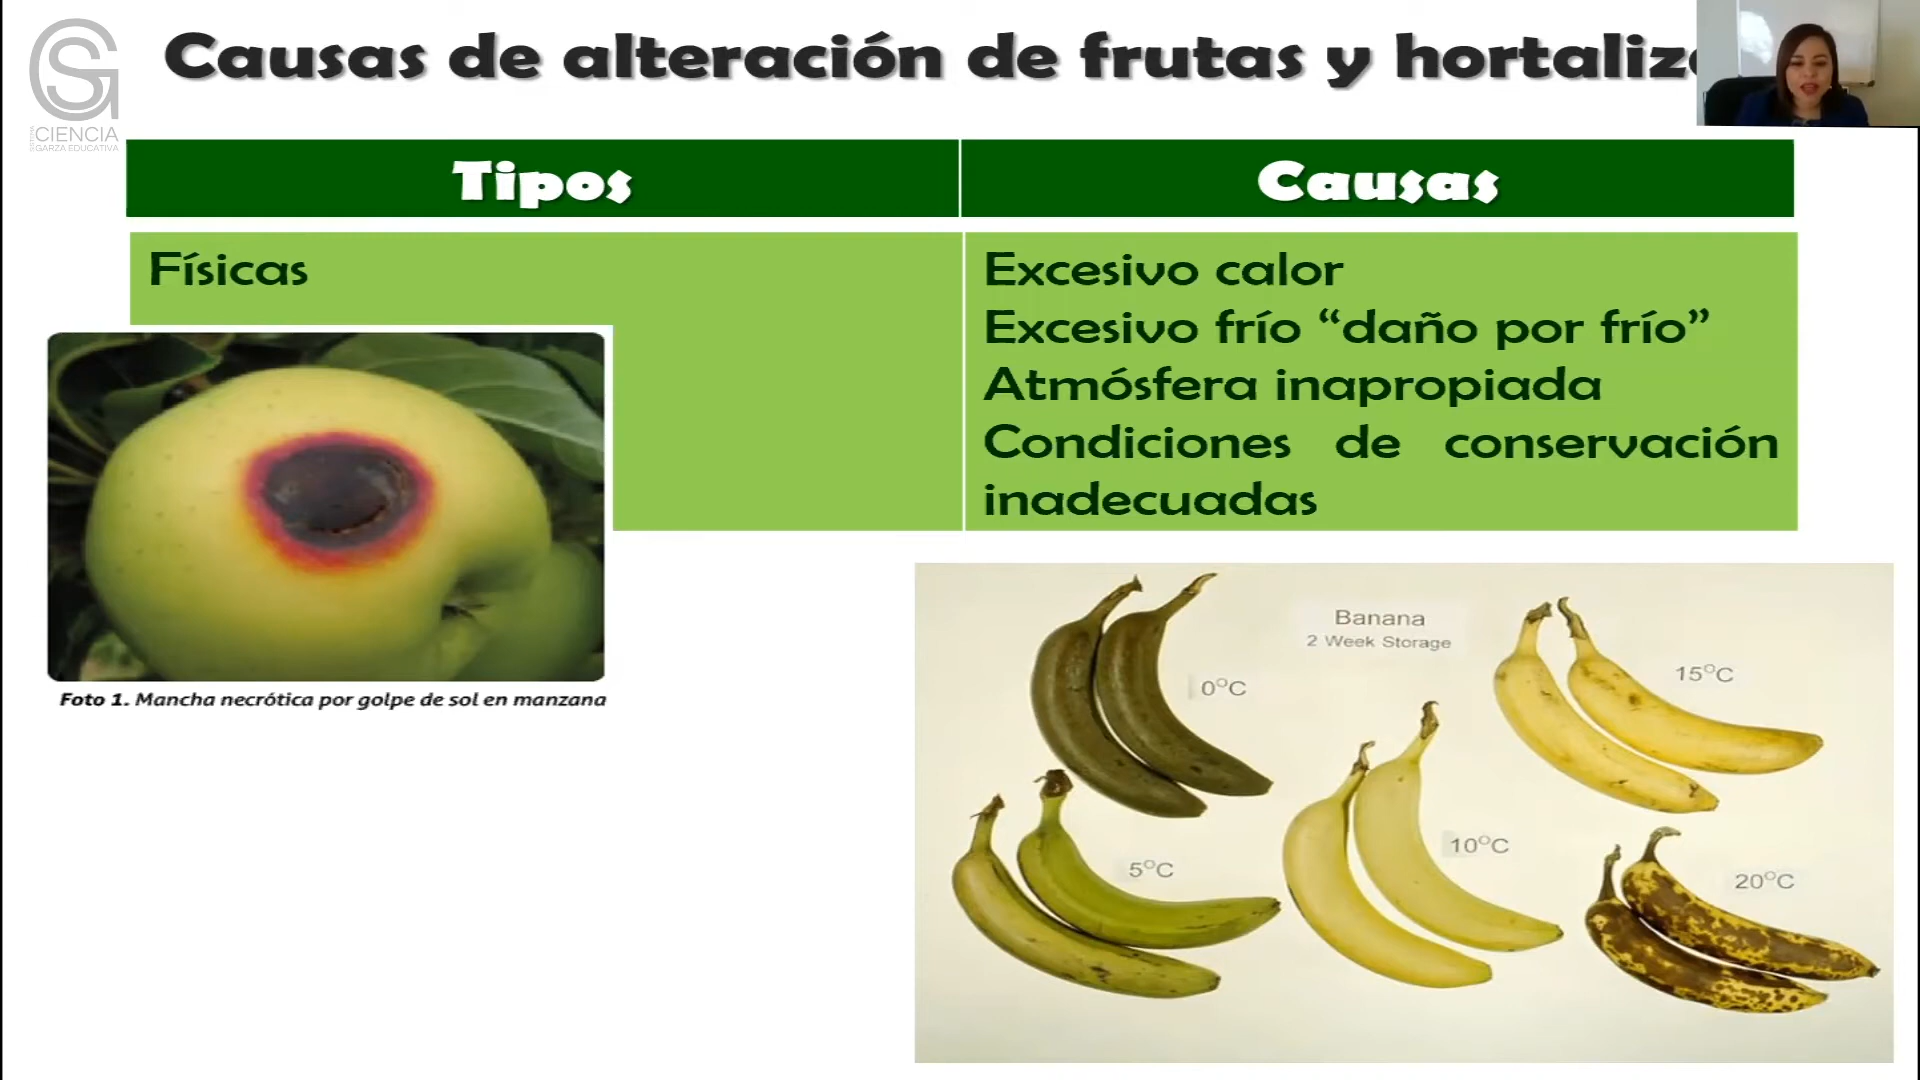 Causas de alteración de frutas y hortaliz
CIENCIA
GARZA EDUCATIVA
Tipos
Causas
Físicas
Excesivo calor
Excesivo frío “daño por frío”
Atmósfera inapropiada
Condiciones de conservación
inadecuadas
Foto 1. Mancha necrótica por golpe de sol en manzana
Banana
2 Week Storage
0°C
15°C
10°C
5°C
20°C